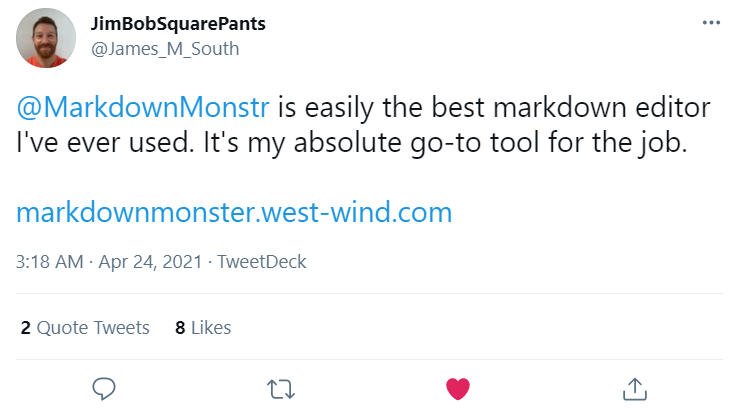 JimBobSquarePants
@James_M_South
@MarkdownMonstr is easily the best markdown editor
I've ever used. It's my absolute go-to tool for the job.
markdownmonster.west-wind.com
3:18 AM · Apr 24, 2021 · TweetDeck
2 Quote Tweets 8 Likes